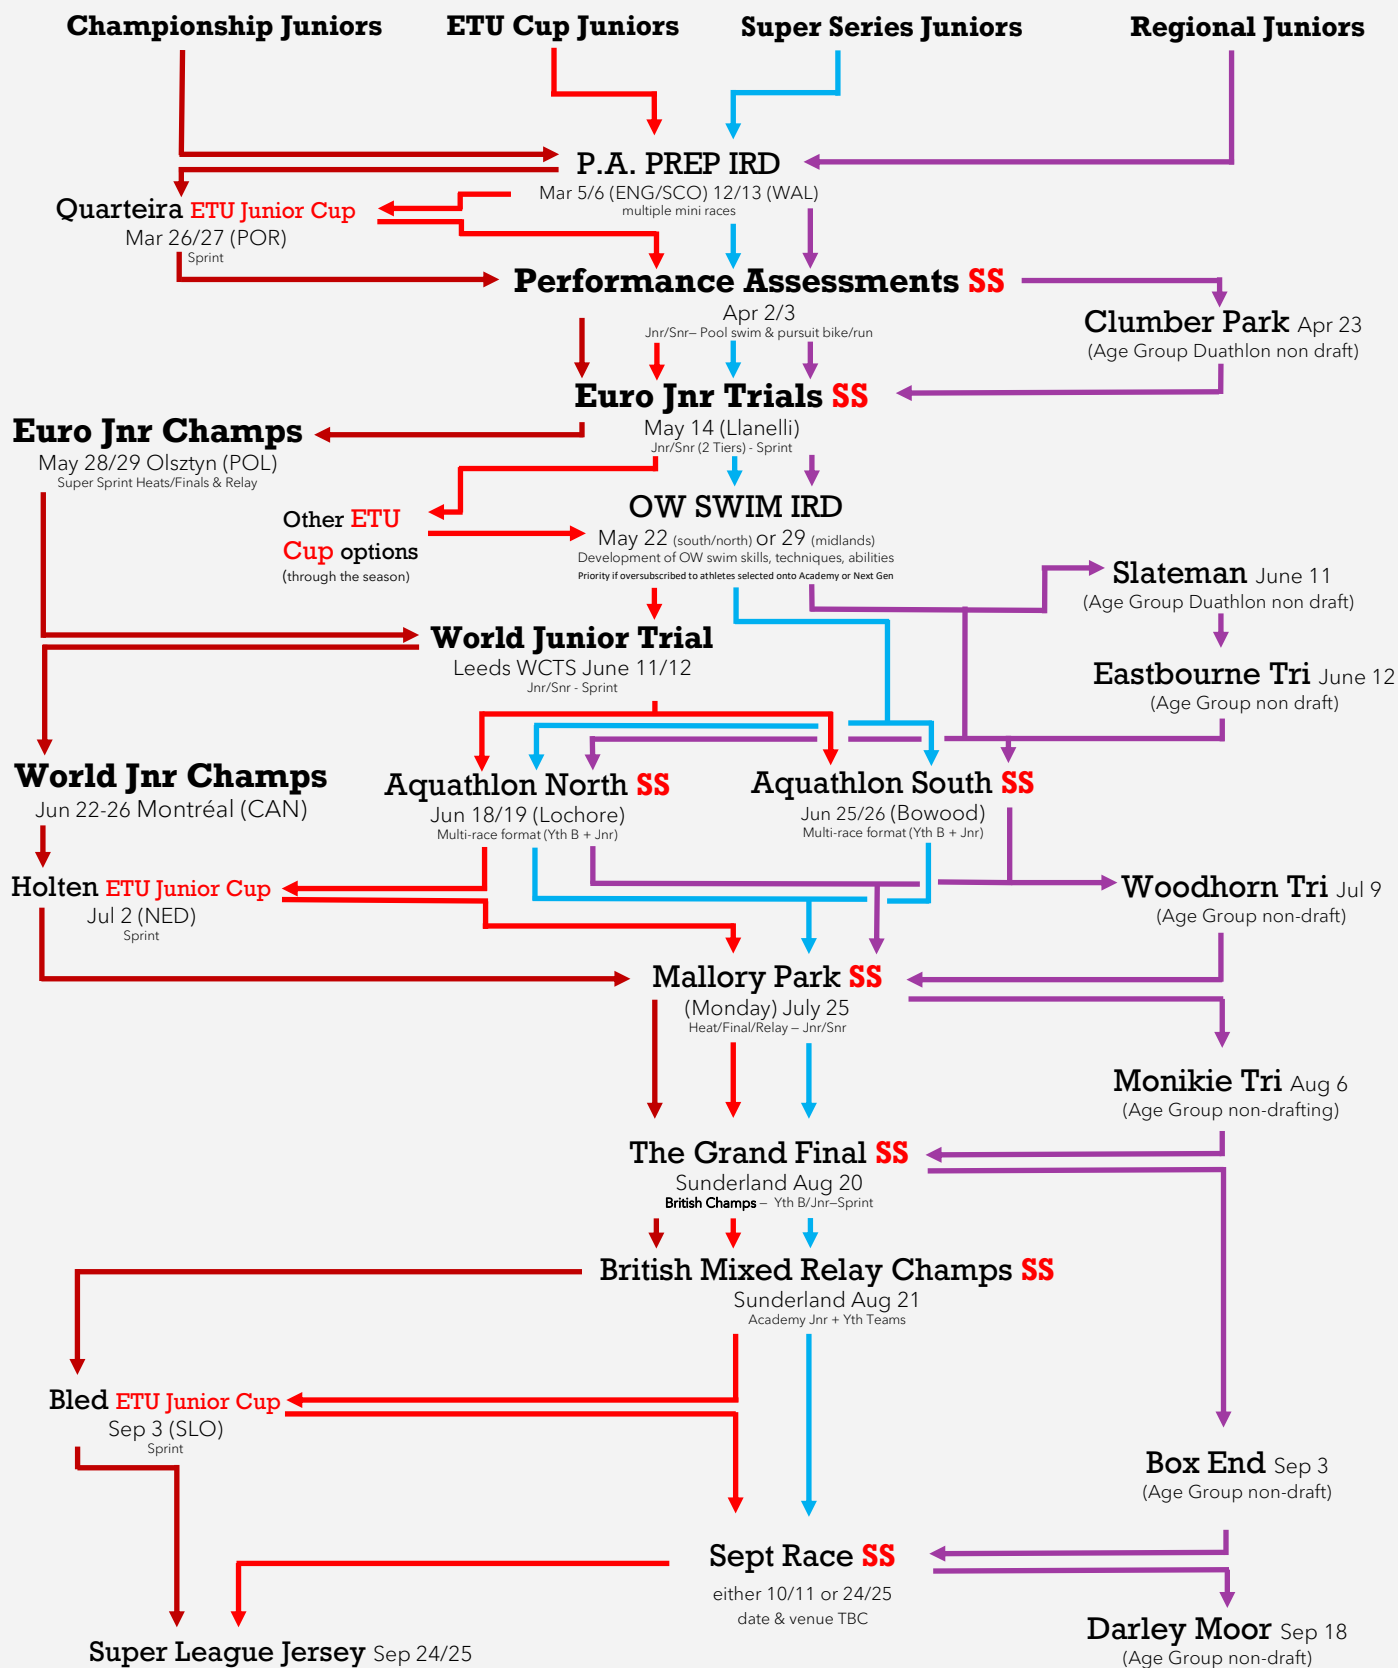 Championship Juniors
ETU Cup Juniors
Super Series Juniors
Regional Juniors
P.A. PREP IRD
Mar 5/6 (ENG/SCO) 12/13 (WAL)
multiple mini races
Quarteira ETU Junior Cup
Mar 26/27 (POR)
Sprint
Performance Assessments SS
Apr 2/3
Jnr/Snr– Pool swim & pursuit bike/run
Clumber Park Apr 23
(Age Group Duathlon non draft)
Euro Jnr Trials SS
May 14 (Llanelli)
Jnr/Snr (2 Tiers) - Sprint
Euro Jnr Champs
May 28/29 Olsztyn (POL)
Super Sprint Heats/Finals & Relay
Other ETU
Cup options
(through the season)
OW SWIM IRD
May 22 (south/north) or 29 (midlands)
Development of OW swim skills, techniques, abilities
Priority if oversubscribed to athletes selected onto Academy or Next Gen
Slateman June 11
(Age Group Duathlon non draft)
World Junior Trial
Leeds WCTS June 11/12
Jnr/Snr - Sprint
Eastbourne Tri June 12
(Age Group non draft)
World Jnr Champs
Jun 22-26 Montréal (CAN)
Aquathlon North SS
Jun 18/19 (Lochore)
Multi-race format (Yth B + Jnr)
Aquathlon South SS
Jun 25/26 (Bowood)
Multi-race format (Yth B + Jnr)
Holten ETU Junior Cup
Jul 2 (NED)
Sprint
Woodhorn Tri Jul 9
(Age Group non-draft)
Mallory Park SS
(Monday) July 25
Heat/Final/Relay – Jnr/Snr
Monikie Tri Aug 6
(Age Group non-drafting)
The Grand Final SS
Sunderland Aug 20
British Champs – Yth B/Jnr–Sprint
British Mixed Relay Champs SS
Sunderland Aug 21
Academy Jnr + Yth Teams
Bled ETU Junior Cup
Sep 3 (SLO)
Sprint
Box End Sep 3
(Age Group non-draft)
Sept Race SS
either 10/11 or 24/25
date & venue TBC
Darley Moor Sep 18
(Age Group non-draft)
Super League Jersey Sep 24/25